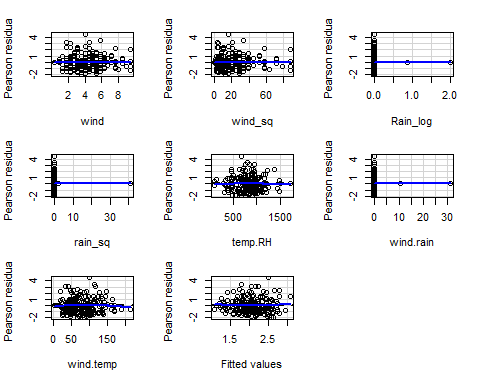 Pearson residua
4
1
-2
2 4 6 8
wind
Pearson residua
4
1
-2
0 20 60
wind_sq
Pearson residua
4
1
-2
0.0 1.0 2.0
Rain_log
Pearson residua
4
1
-2
0 10 30
rain_sq
Pearson residua
4
1
-2
500 1500
temp.RH
Pearson residua
4
1
-2
0 5 15 30
wind.rain
Pearson residua
4
1
-2
0 50 150
wind.temp
Pearson residua
4
1
-2
1.5 2.5
Fitted values